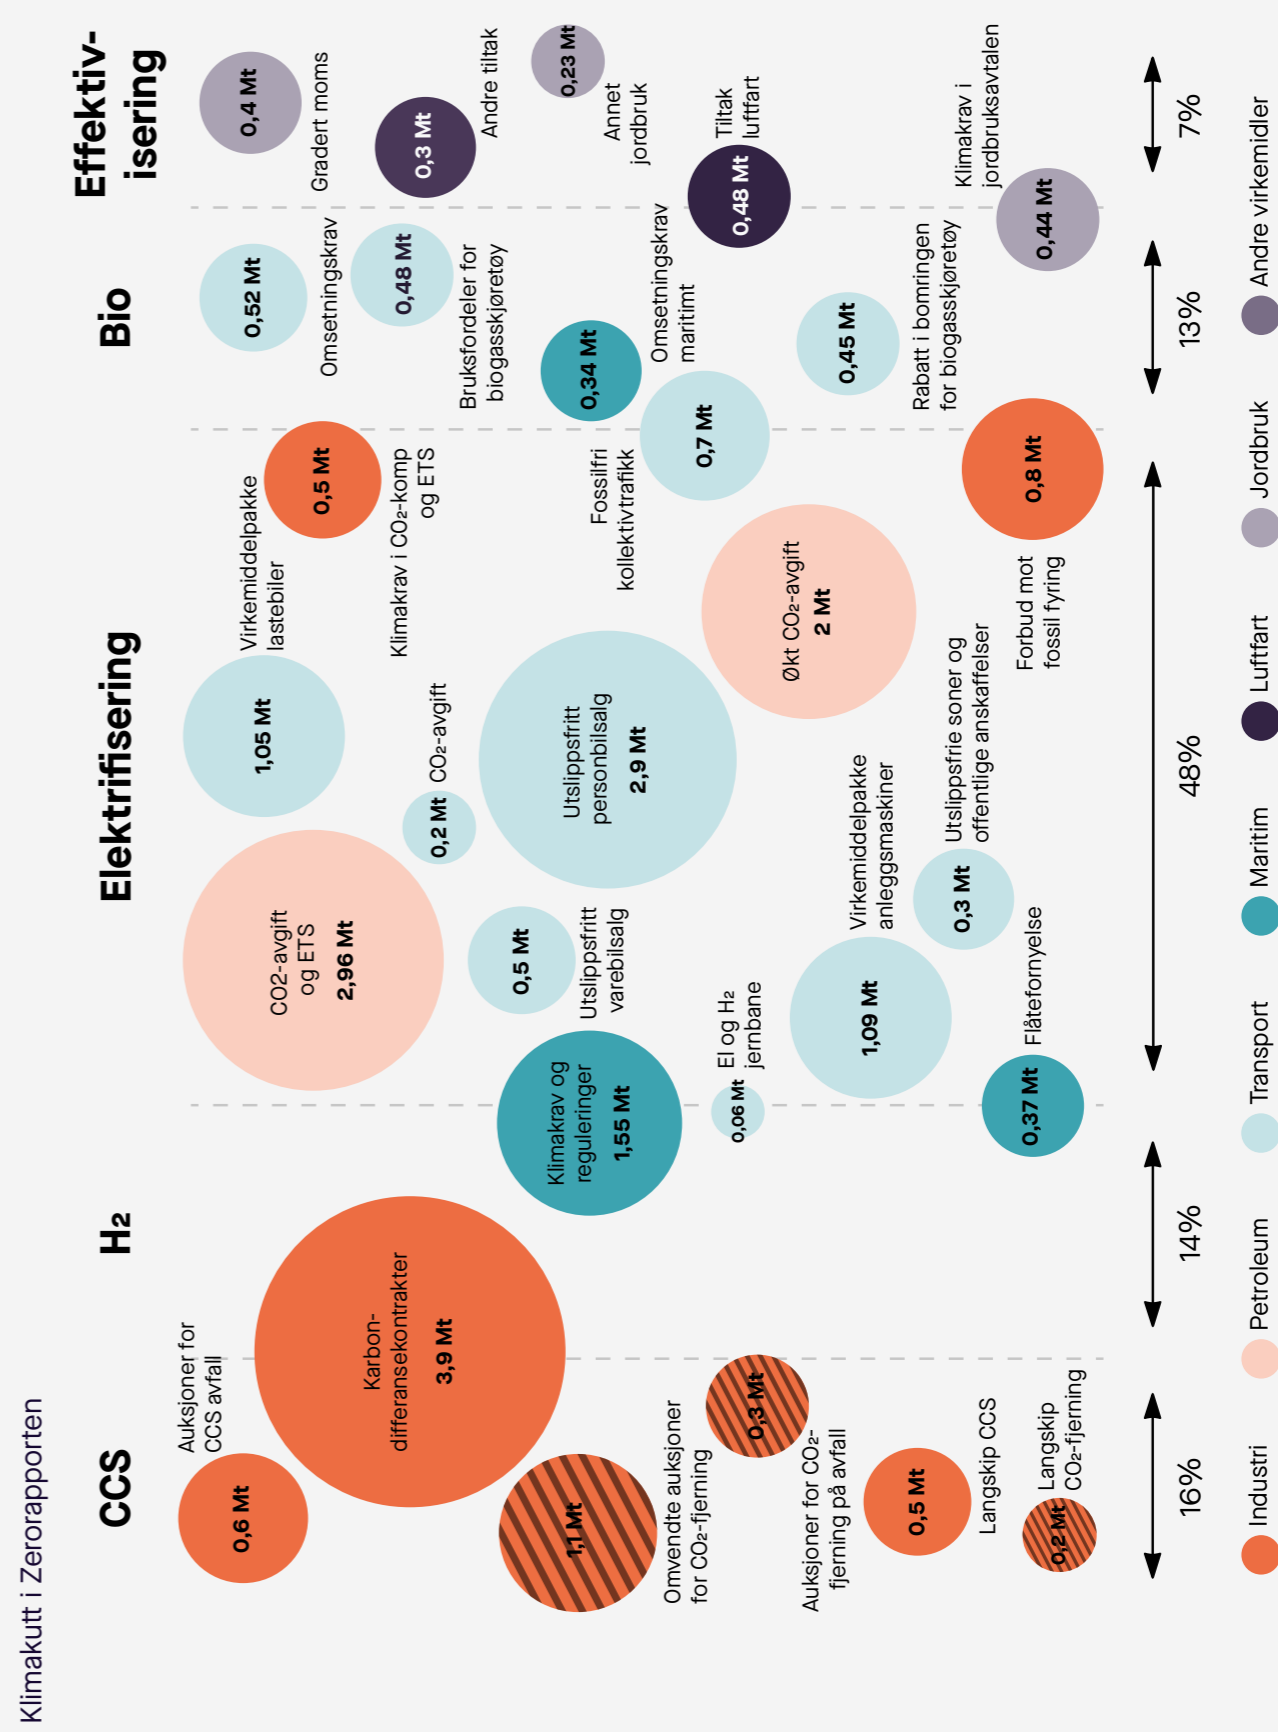 Klimakutt i Zerorapporten
CCS
H₂
Elektrifisering
Bio
Effektiv-
isering
Auksjoner for
CCS avfall
0,6 Mt
Karbon-
differansekontrakter
3,9 Mt
1,1 Mt
Omvendte auksjoner
for CO₂-fjerning
0,3 Mt
Auksjoner for CO₂-
fjerning på avfall
0,5 Mt
Langskip CCS
0,2 Mt
Langskip
CO₂-fjerning
Klimakrav og
reguleringer
1,55 Mt
0,06 Mt
El og H₂
jernbane
0,37 Mt
Flåtefornyelse
CO2-avgift
og ETS
2,96 Mt
1,05 Mt
Virkemiddelpakke
lastebiler
0,2 Mt
CO₂-avgift
0,5 Mt
Utslippsfritt
varebilsalg
Utslippsfritt
personbilsalg
2,9 Mt
1,09 Mt
Virkemiddelpakke
anleggsmaskiner
0,3 Mt
Utslippsfrie soner og
offentlige anskaffelser
Økt CO₂-avgift
2 Mt
0,5 Mt
Klimakrav i CO₂-komp
og ETS
Fossilfri
kollektivtrafikk
0,7 Mt
0,8 Mt
Forbud mot
fossil fyring
0,52 Mt
Omsetningskrav
0,48 Mt
Bruksfordeler for
biogasskjøretøy
0,34 Mt
Omsetningskrav
maritimt
0,45 Mt
Rabatt i bomringen
for biogasskjøretøy
0,4 Mt
Gradert moms
0,3 Mt
Andre tiltak
0,23 Mt
Annet
jordbruk
0,48 Mt
Tiltak
luftfart
0,44 Mt
Klimakrav i
jordbruksavtalen
16%
14%
48%
13%
7%
Industri
Petroleum
Transport
Maritim
Luftfart
Jordbruk
Andre virkemidler